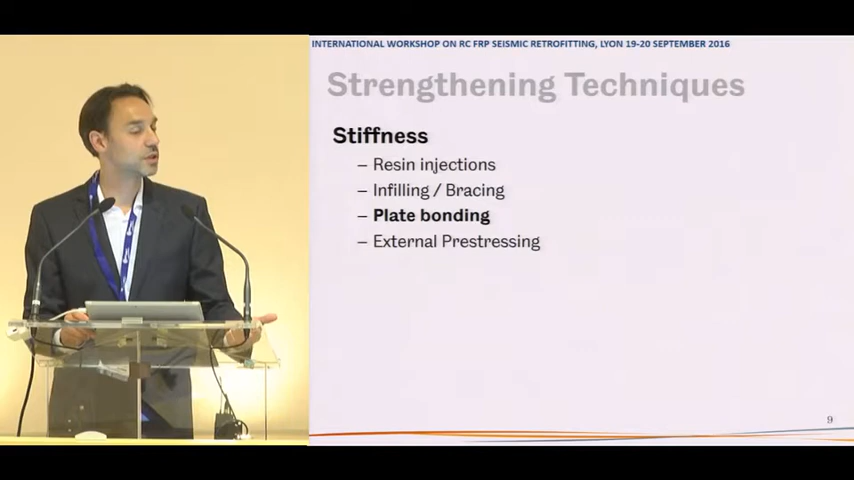 INTERNATIONAL WORKSHOP ON RC FRP SEISMIC RETROFITTING, LYON 19-20 SEPTEMBER 2016
Strengthening Techniques
Stiffness
– Resin injections
– Infilling / Bracing
– Plate bonding
– External Prestressing
9